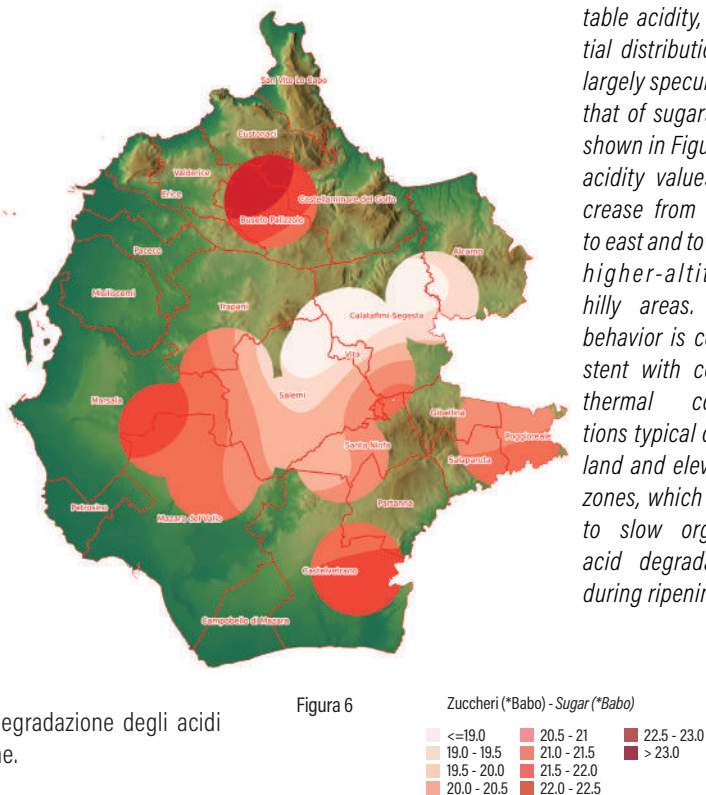 table acidity,
tial distributio
largely specul
that of sugar
shown in Figu
acidity values
crease from
to east and to
higher-altit
hilly areas.
behavior is co
stent with co
thermal co
tions typical o
land and elev
zones, which
to slow org
acid degrada
during ripenin
San Vito Lo Capo
Custonaci
Valderice
Erice
Castellammare del Golfo
Buseto Palizzolo
Paceco
Alcamo
Misiliscemi
Trapani
Calatafimi-Segesta
Vita
Marsala
Salemi
Gibellina
Poggioreale
Santa Ninfa
Salaparuta
Petrosino
Partanna
Mazara del Vallo
Castelvetrano
Campobello di Mazara
egradazione degli acidi
ne.
Figura 6
Zuccheri (*Babo) - Sugar (*Babo)
<=19.0
19.0 - 19.5
19.5 - 20.0
20.0 - 20.5
20.5 - 21
21.0 - 21.5
21.5 - 22.0
22.0 - 22.5
22.5 - 23.0
> 23.0